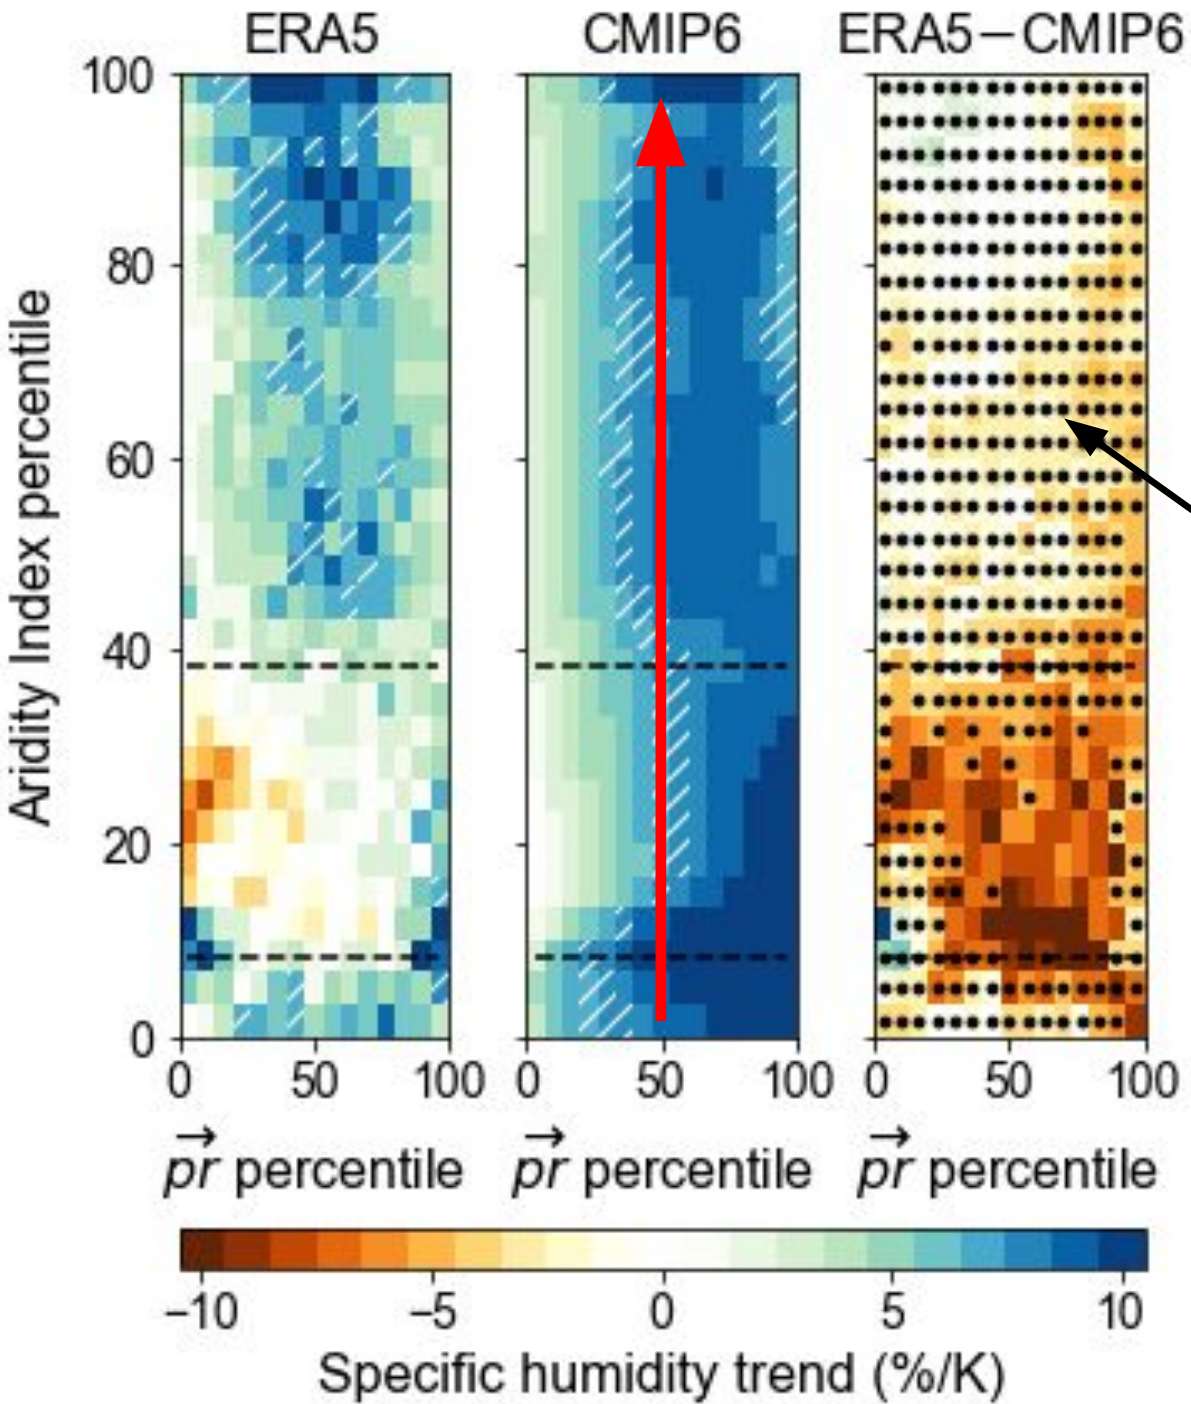 ERA5 CMIP6 ERA5−CMIP6
Aridity Index percentile
100
80
60
40
20
0
0 50 100 0 50 100 0 50 100
→pr percentile →pr percentile →pr percentile
−10 −5 0 5 10
Specific humidity trend (%/K)